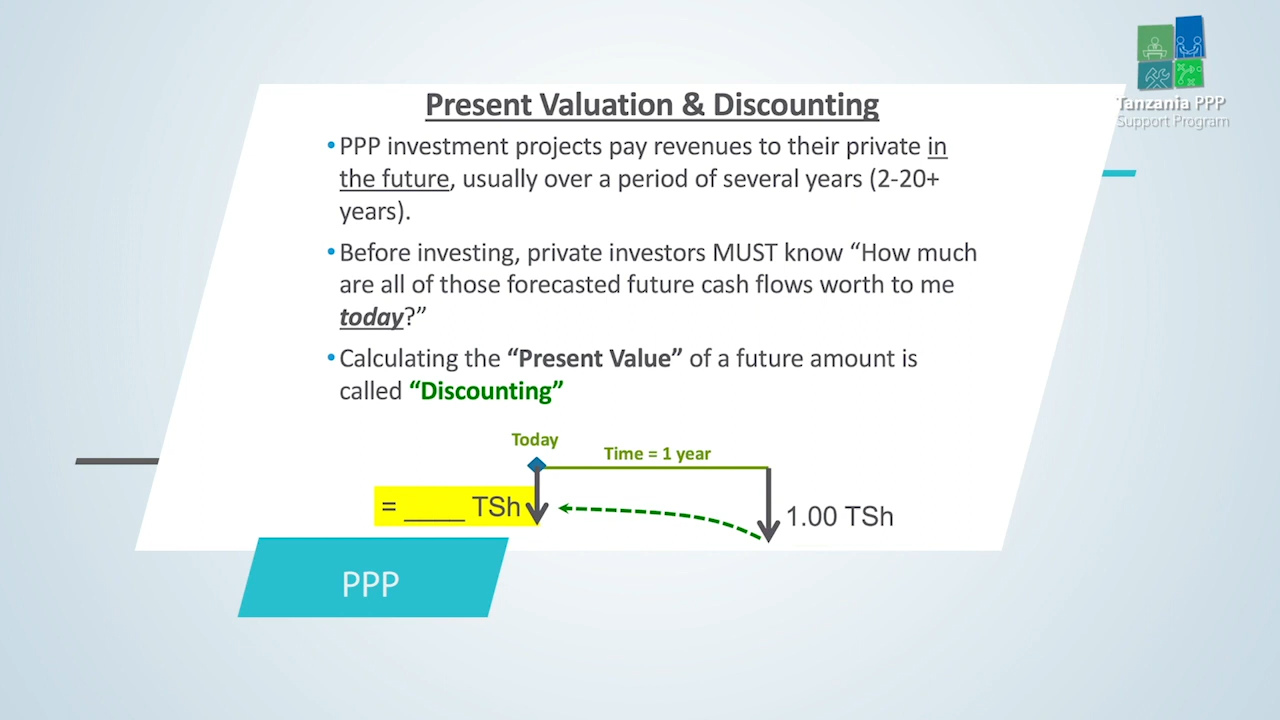 Tanzania PPP
Support Program
Present Valuation & Discounting
•PPP investment projects pay revenues to their private in
the future, usually over a period of several years (2-20+
years).
•Before investing, private investors MUST know “How much
are all of those forecasted future cash flows worth to me
today?”
•Calculating the “Present Value” of a future amount is
called “Discounting”
Today
Time = 1 year
= ____ TSh
1.00 TSh
PPP